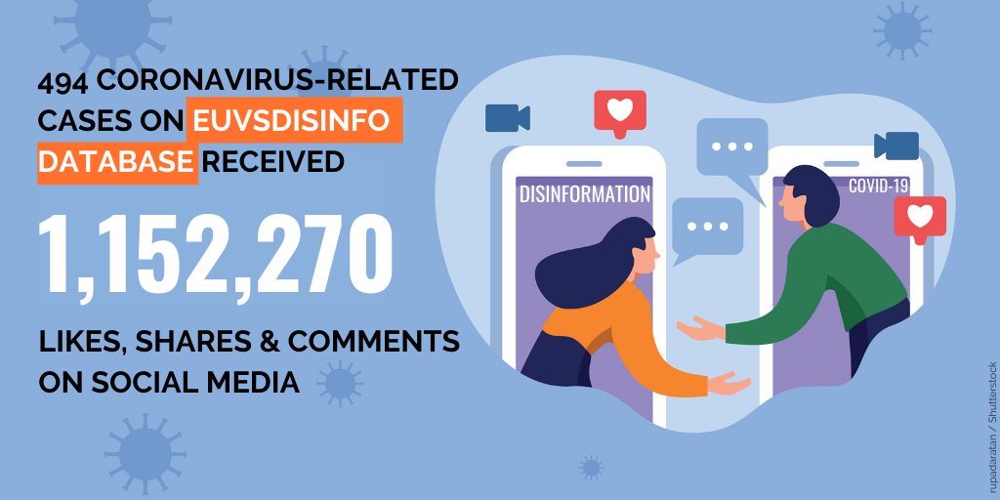 494 CORONAVIRUS-RELATED
CASES ON EUVSDISINFO
DATABASE RECEIVED
1,152,270
LIKES, SHARES & COMMENTS
ON SOCIAL MEDIA
DISINFORMATION
COVID-19
rupadaratan / Shutterstock